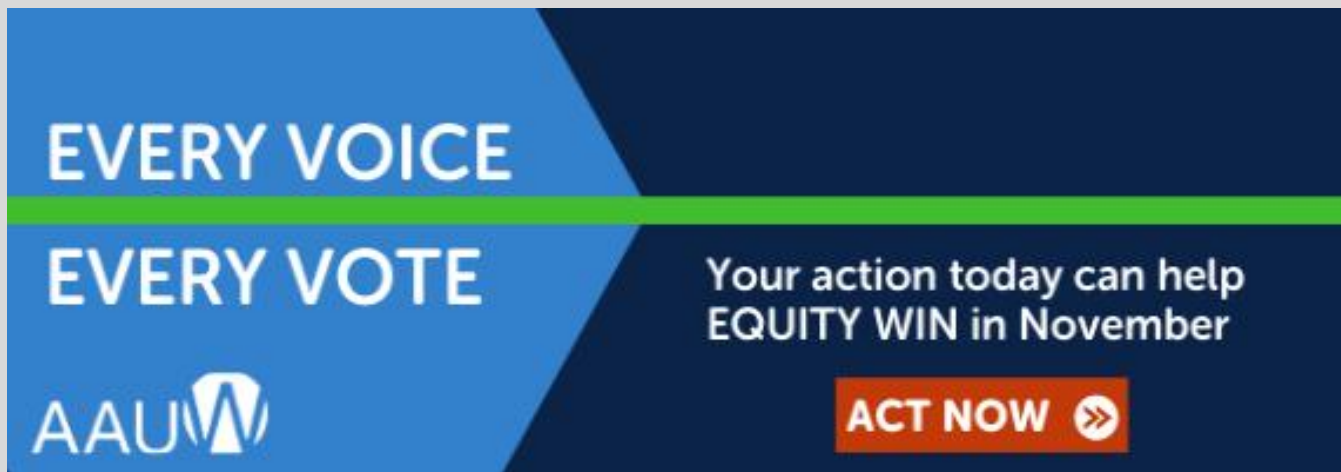 EVERY VOICE
EVERY VOTE
AAUW
Your action today can help
EQUITY WIN in November
ACT NOW